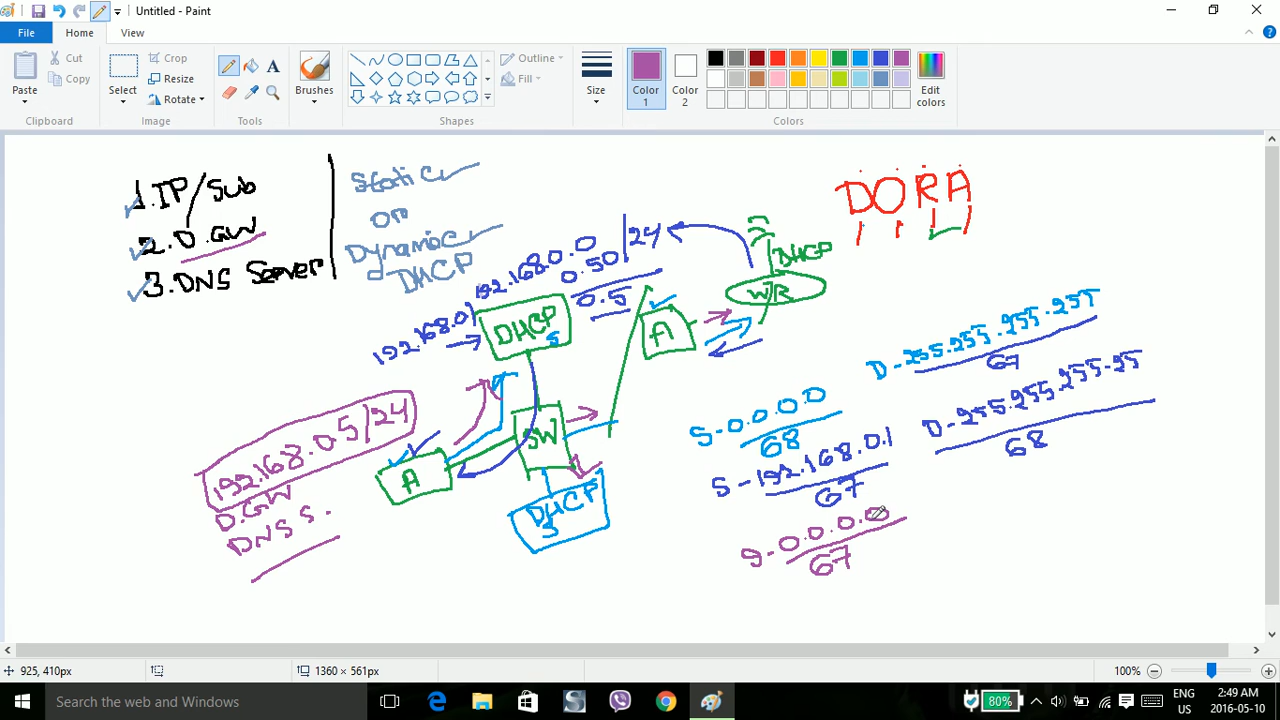 Untitled - Paint
File
Home
View
Paste
Cut
Copy
Clipboard
Select
Crop
Resize
Rotate
Image
Tools
Brushes
Shapes
Outline
Fill
Size
Color 1
Color 2
Edit colors
Colors
1.IP/Sub
2.D.GW
3.DNS Server
Static
or
Dynamic
DHCP
DORA
192.168.0.0/24
0.50
0.5
192.168.0.1
DHCP
S
DHCP
WR
A
SW
A
DHCP
S
192.168.0.5/24
D.GW
DNS S.
S-0.0.0.0
68
D-255.255.255.255
67
S-192.168.0.1
67
D-255.255.255.25
68
S-0.0.0.0
67
925, 410px
1360 × 561px
100%
Search the web and Windows
80%
ENG
US
2:49 AM
2016-05-10